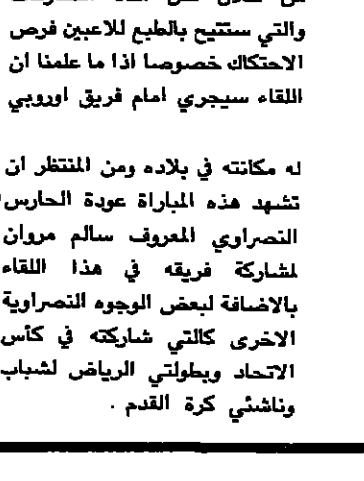 والتي ستتيح بالطبع للاعبين فرص
الاحتكاك خصوصا اذا ما علمنا ان
اللقاء سيجري امام فريق اوروبي
له مكانته في بلاده ومن المنتظر ان
تشهد هذه المباراة عودة الحارس
النصراوي المعروف سالم مروان
لمشاركة فريقه في هذا اللقاء
بالاضافة لبعض الوجوه النصراوية
الاخرى كالتي شاركته في كأس
الاتحاد وبطولتي الرياض لشباب
وناشئي كرة القدم .